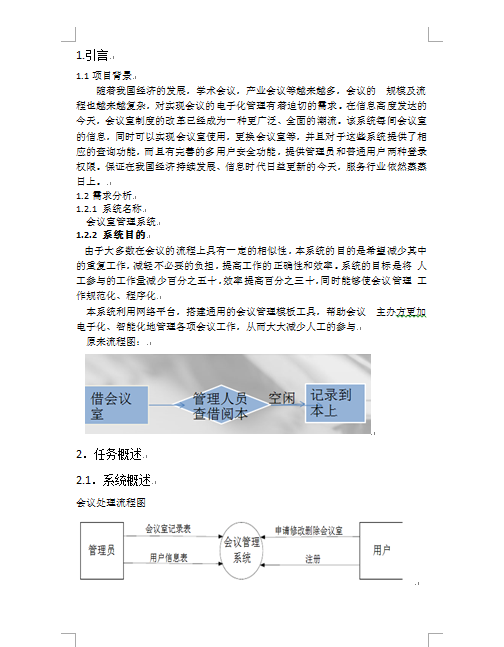 1.引言
1.1项目背景
随着我国经济的发展，学术会议，产业会议等越来越多，会议的 规模及流
程也越来越复杂，对实现会议的电子化管理有着迫切的需求。在信息高度发达的
今天，会议室制度的改革已经成为一种更广泛、全面的潮流。该系统每间会议室
的信息，同时可以实现会议室使用，更换会议室等，并且对于这些系统提供了相
应的查询功能，而且有完善的多用户安全功能，提供管理员和普通用户两种登录
权限。保证在我国经济持续发展、信息时代日益更新的今天，服务行业依然蒸蒸
日上。
1.2需求分析
1.2.1 系统名称
会议室管理系统
1.2.2 系统目的
由于大多数在会议的流程上具有一定的相似性，本系统的目的是希望减少其中
的重复工作，减轻不必要的负担，提高工作的正确性和效率。系统的目标是将 人
工参与的工作量减少百分之五十，效率提高百分之三十，同时能够使会议管理 工
作规范化、程序化
本系统利用网络平台，搭建通用的会议管理模板工具，帮助会议 主办方更加
电子化、智能化地管理各项会议工作，从而大大减少人工的参与
原来流程图：
借会议
室
管理人员
查借阅本
空闲
记录到
本上
2．任务概述
2.1．系统概述
会议处理流程图
管理员
会议室记录表
用户信息表
会议管理
系统
申请修改删除会议室
注册
用户